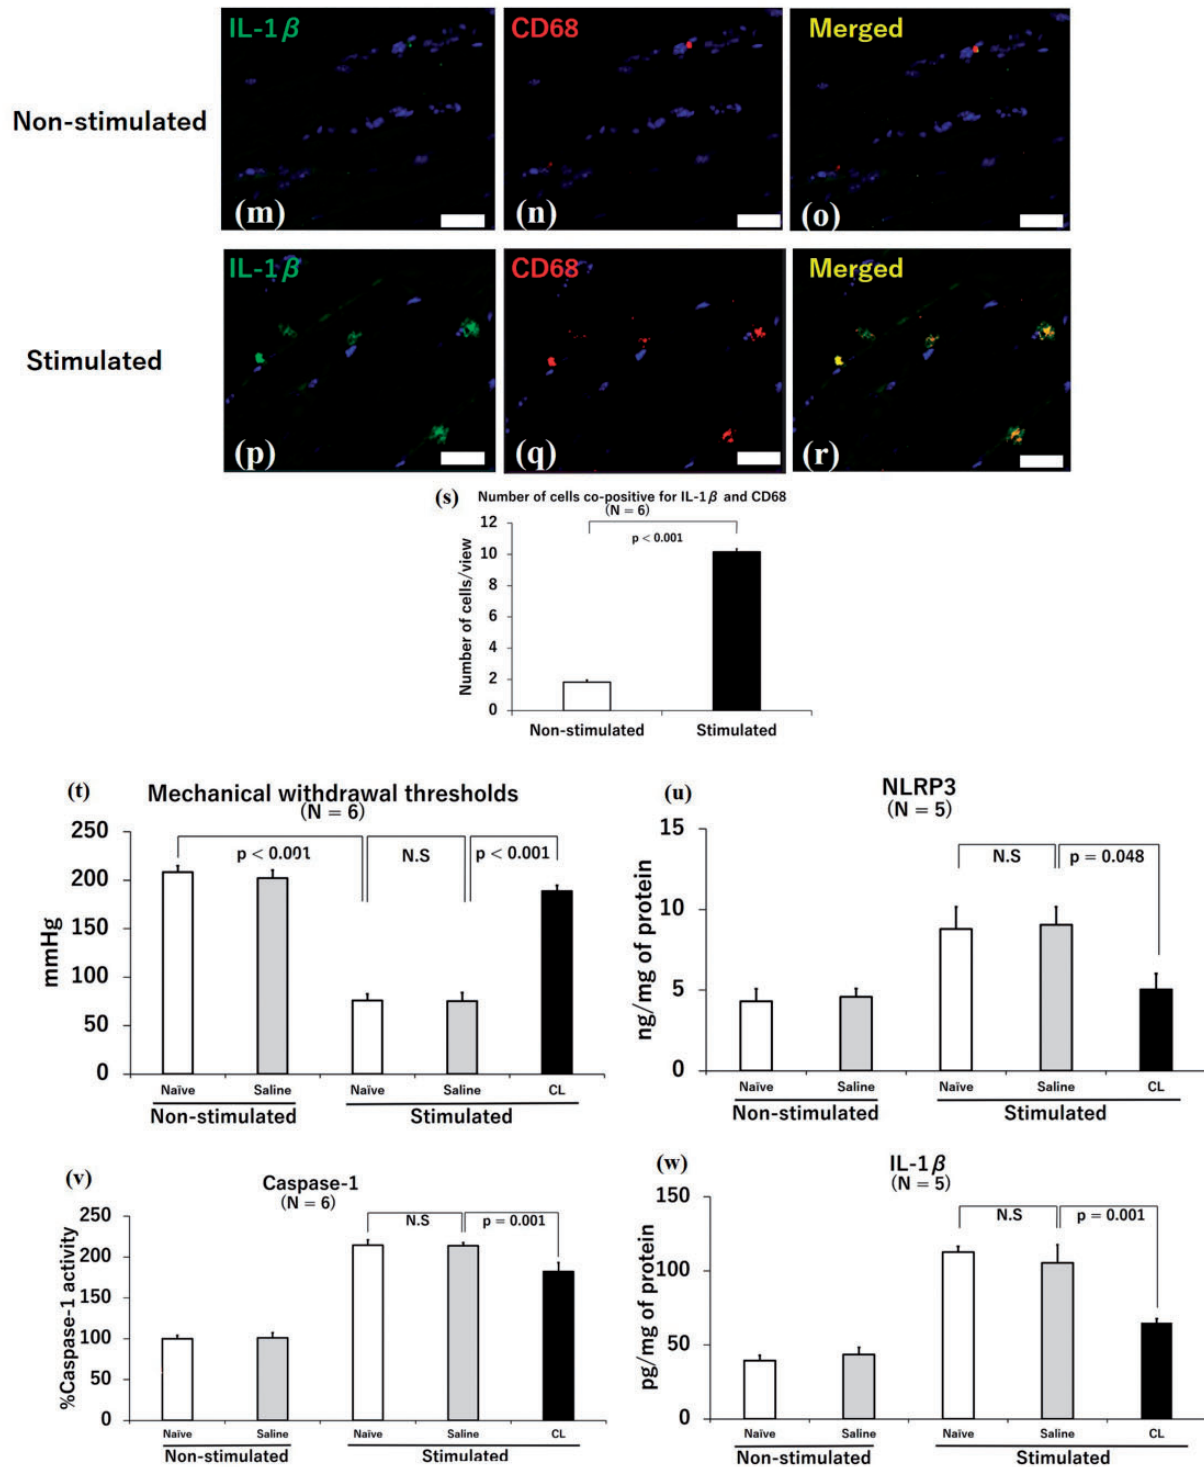 IL-1β CD68 Merged
Non-stimulated
(m) (n) (o)
IL-1β CD68 Merged
Stimulated
(p) (q) (r)
(s) Number of cells co-positive for IL-1β and CD68
(N = 6)
12
10
8
6
4
2
0
Number of cells/view
p < 0.001
Non-stimulated Stimulated
(t) Mechanical withdrawal thresholds
(N = 6)
250
200
150
100
50
0
mmHg
p < 0.001 N.S p < 0.001
Naïve Saline Naïve Saline CL
Non-stimulated Stimulated
(u) NLRP3
(N = 5)
15
10
5
0
ng/mg of protein
N.S p = 0.048
Naïve Saline Naïve Saline CL
Non-stimulated Stimulated
(v) Caspase-1
(N = 6)
250
200
150
100
50
0
%Caspase-1 activity
N.S p = 0.001
Naïve Saline Naïve Saline CL
Non-stimulated Stimulated
(w) IL-1β
(N = 5)
150
100
50
0
pg/mg of protein
N.S p = 0.001
Naïve Saline Naïve Saline CL
Non-stimulated Stimulated